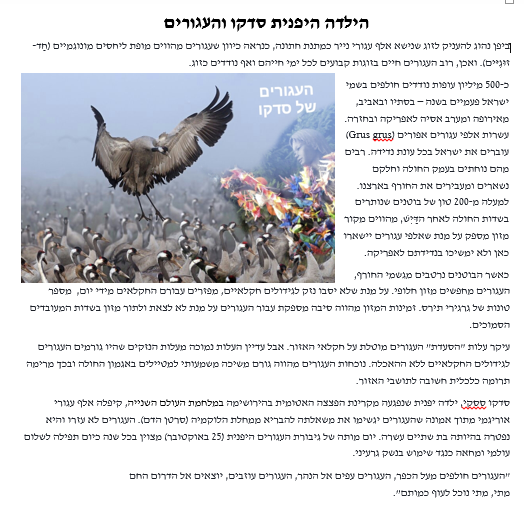 הילדה היפנית סדקו והעגורים
ביפן נהוג להעניק לזוג שנישא אלף עגורי נייר כמתנת חתונה, כנראה כיוון שעגורים מהווים מופת ליחסים מונוגמיים (חַד-
זוּגִיִּים). ואכן, רוב העגורים חיים בזוגות קבועים לכל ימי חייהם ואף נודדים כזוג.
כ-500 מיליון עופות נודדים חולפים בשמי
ישראל פעמיים בשנה – בסתיו ובאביב,
מאירופה ומערב אסיה לאפריקה ובחזרה.
עשרות אלפי עגורים אפורים (Grus grus)
עוברים את ישראל בכל עונת נדידה. רבים
מהם נוחתים בעמק החולה וחלקם
נשארים ומעבירים את החורף בארצנו.
למעלה מ-200 טון של בוטנים שנותרים
בשדות החולה לאחר הדַּיִשׁ, מהווים מקור
מזון מספק על מנת שאלפי עגורים יישארו
כאן ולא ימשיכו בנדידתם לאפריקה.
העגורים
של סדקו
כאשר הבוטנים נרטבים מגשמי החורף,
העגורים מחפשים מזון חלופי. על מנת שלא יסבו נזק לגידולים חקלאיים, מפזרים עבורם החקלאים מידי יום, מספר
טונות של גרגירי תירס. זמינות המזון מהווה סיבה מספקת עבור העגורים על מנת לא לצאת ולתור מזון בשדות המעובדים
הסמוכים.
עיקר עלות "הסעדת" העגורים מוטלת על חקלאי האזור. אבל עדיין העלות נמוכה מעלות הנזקים שהיו גורמים העגורים
לגידולים החקלאיים ללא ההאכלה. נוכחות העגורים מהווה גורם משיכה משמעותי למטיילים באגמון החולה ובכך מרימה
תרומה כלכלית חשובה לתושבי האזור.
סדקו ססקי, ילדה יפנית שנפגעה מקרינת הפצצה האטומית בהירושימה במלחמת העולם השנייה, קיפלה אלף עגורי
אוריגמי מתוך אמונה שהעגורים יגשימו את משאלתה להבריא ממחלת הלוקמיה (סרטן הדם). העגורים לא עזרו והיא
נפטרה בהיותה בת שתיים עשרה. יום מותה של גיבורת העגורים היפנית (25 באוקטובר) מצוין בכל שנה כיום תפילה לשלום
עולמי ומחאה כנגד שימוש בנשק גרעיני.
"העגורים חולפים מעל הכפר, העגורים עפים אל הנהר, העגורים עוזבים, יוצאים אל הדרום החם
מתי, מתי נוכל לעוף כמותם".